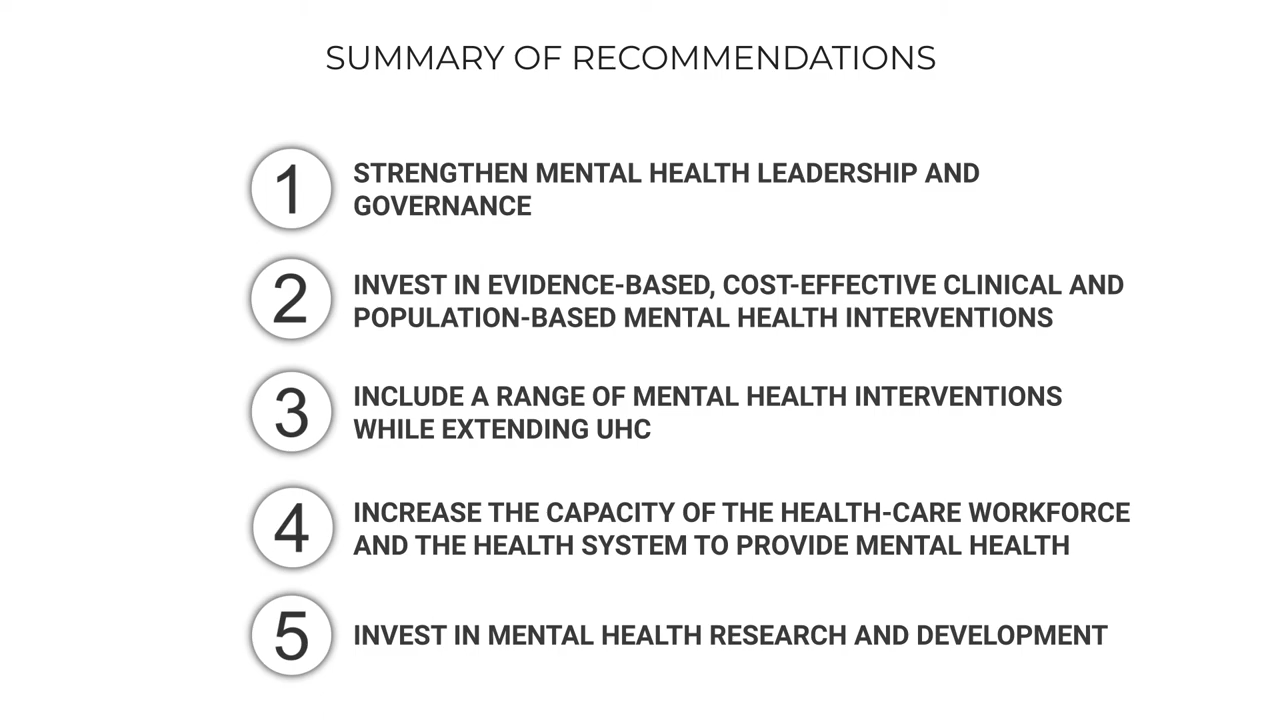 SUMMARY OF RECOMMENDATIONS
1
STRENGTHEN MENTAL HEALTH LEADERSHIP AND
GOVERNANCE
2
INVEST IN EVIDENCE-BASED, COST-EFFECTIVE CLINICAL AND
POPULATION-BASED MENTAL HEALTH INTERVENTIONS
3
INCLUDE A RANGE OF MENTAL HEALTH INTERVENTIONS
WHILE EXTENDING UHC
4
INCREASE THE CAPACITY OF THE HEALTH-CARE WORKFORCE
AND THE HEALTH SYSTEM TO PROVIDE MENTAL HEALTH
5
INVEST IN MENTAL HEALTH RESEARCH AND DEVELOPMENT